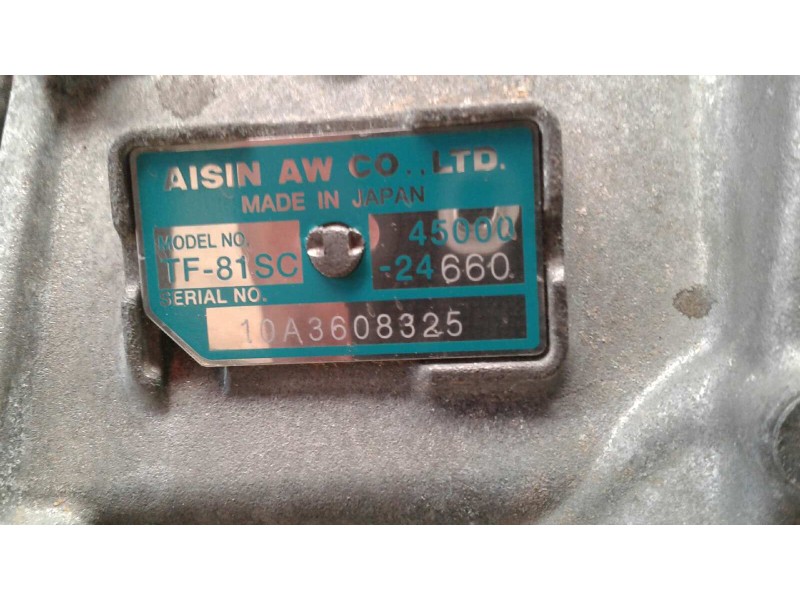 AISIN AW CO., LTD.
MADE IN JAPAN
MODEL NO. 45000
TF-81SC -24660
SERIAL NO.
10A3608325